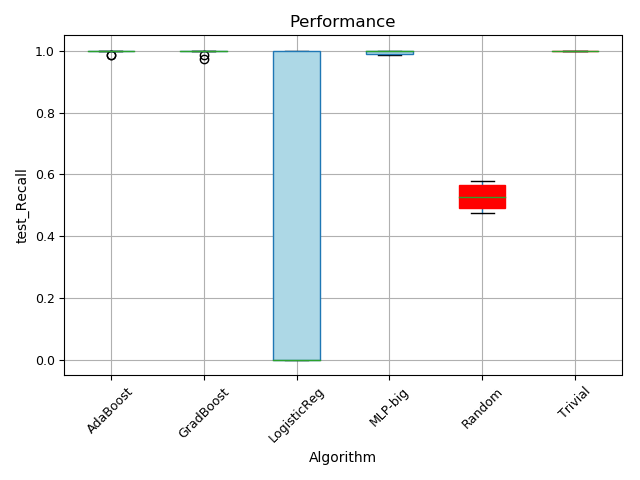 Performance
test_Recall
1.0
0.8
0.6
0.4
0.2
0.0
AdaBoost
GradBoost
LogisticReg
MLP-big
Random
Trivial
Algorithm